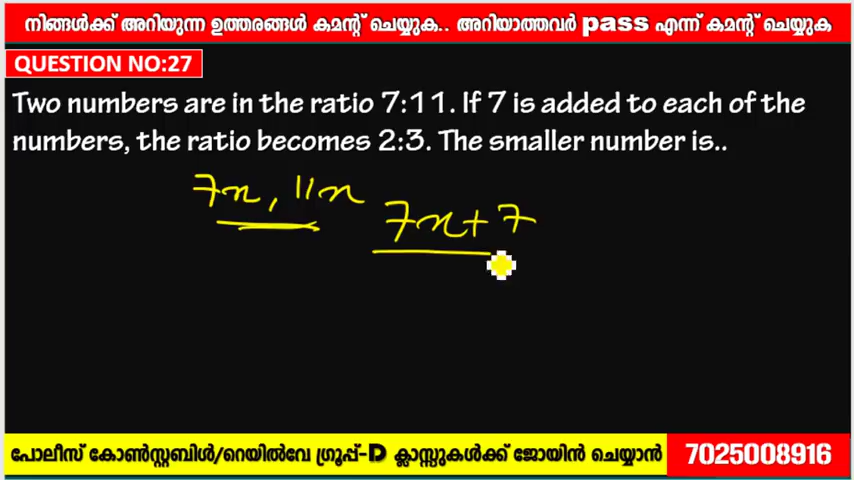 നിങ്ങൾക്ക് അറിയുന്ന ഉത്തരങ്ങൾ കമന്റ് ചെയ്യുക.. അറിയാത്തവർ pass എന്ന് കമന്റ് ചെയ്യുക
QUESTION NO:27
Two numbers are in the ratio 7:11. If 7 is added to each of the
numbers, the ratio becomes 2:3. The smaller number is..
7x, 11x
7x+7
പോലീസ് കോൺസ്റ്റബിൾ/റെയിൽവേ ഗ്രൂപ്പ്-D ക്ലാസ്സുകൾക്ക് ജോയിൻ ചെയ്യാൻ 7025008916